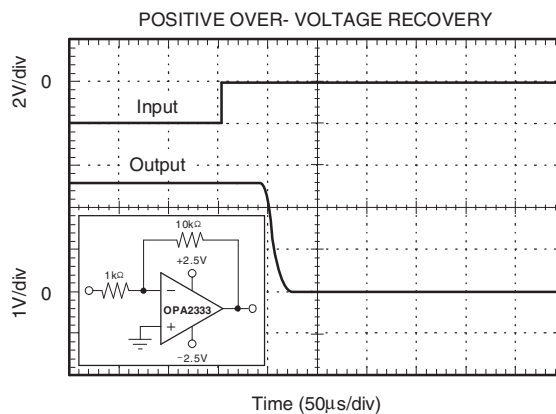 POSITIVE OVER- VOLTAGE RECOVERY
2V/div
0
Input
Output
10kΩ
+2.5V
1kΩ
OPA2333
−2.5V
1V/div
0
Time (50μs/div)